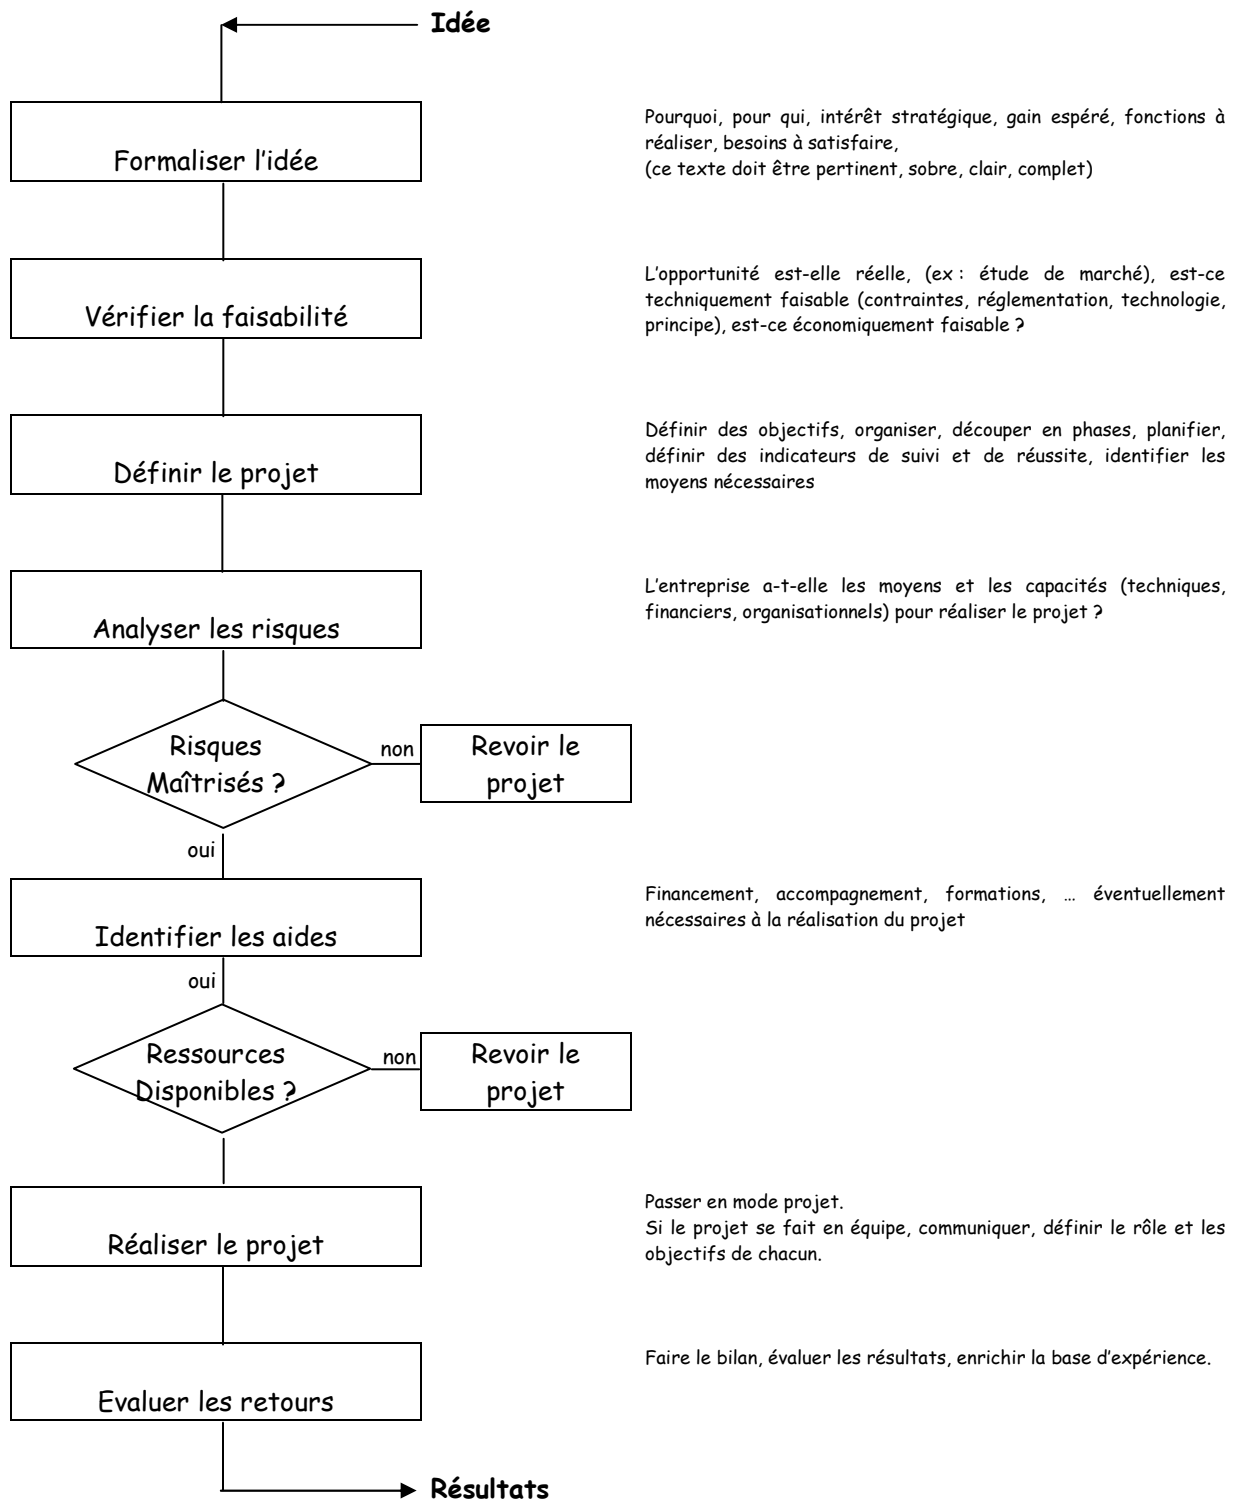 Idée
Formaliser l’idée
Pourquoi, pour qui, intérêt stratégique, gain espéré, fonctions à
réaliser, besoins à satisfaire,
(ce texte doit être pertinent, sobre, clair, complet)
Vérifier la faisabilité
L’opportunité est-elle réelle, (ex : étude de marché), est-ce
techniquement faisable (contraintes, réglementation, technologie,
principe), est-ce économiquement faisable ?
Définir le projet
Définir des objectifs, organiser, découper en phases, planifier,
définir des indicateurs de suivi et de réussite, identifier les
moyens nécessaires
Analyser les risques
L’entreprise a-t-elle les moyens et les capacités (techniques,
financiers, organisationnels) pour réaliser le projet ?
Risques
Maîtrisés ?
non
Revoir le
projet
oui
Identifier les aides
Financement, accompagnement, formations, … éventuellement
nécessaires à la réalisation du projet
oui
Ressources
Disponibles ?
non
Revoir le
projet
Réaliser le projet
Passer en mode projet.
Si le projet se fait en équipe, communiquer, définir le rôle et les
objectifs de chacun.
Evaluer les retours
Faire le bilan, évaluer les résultats, enrichir la base d’expérience.
Résultats